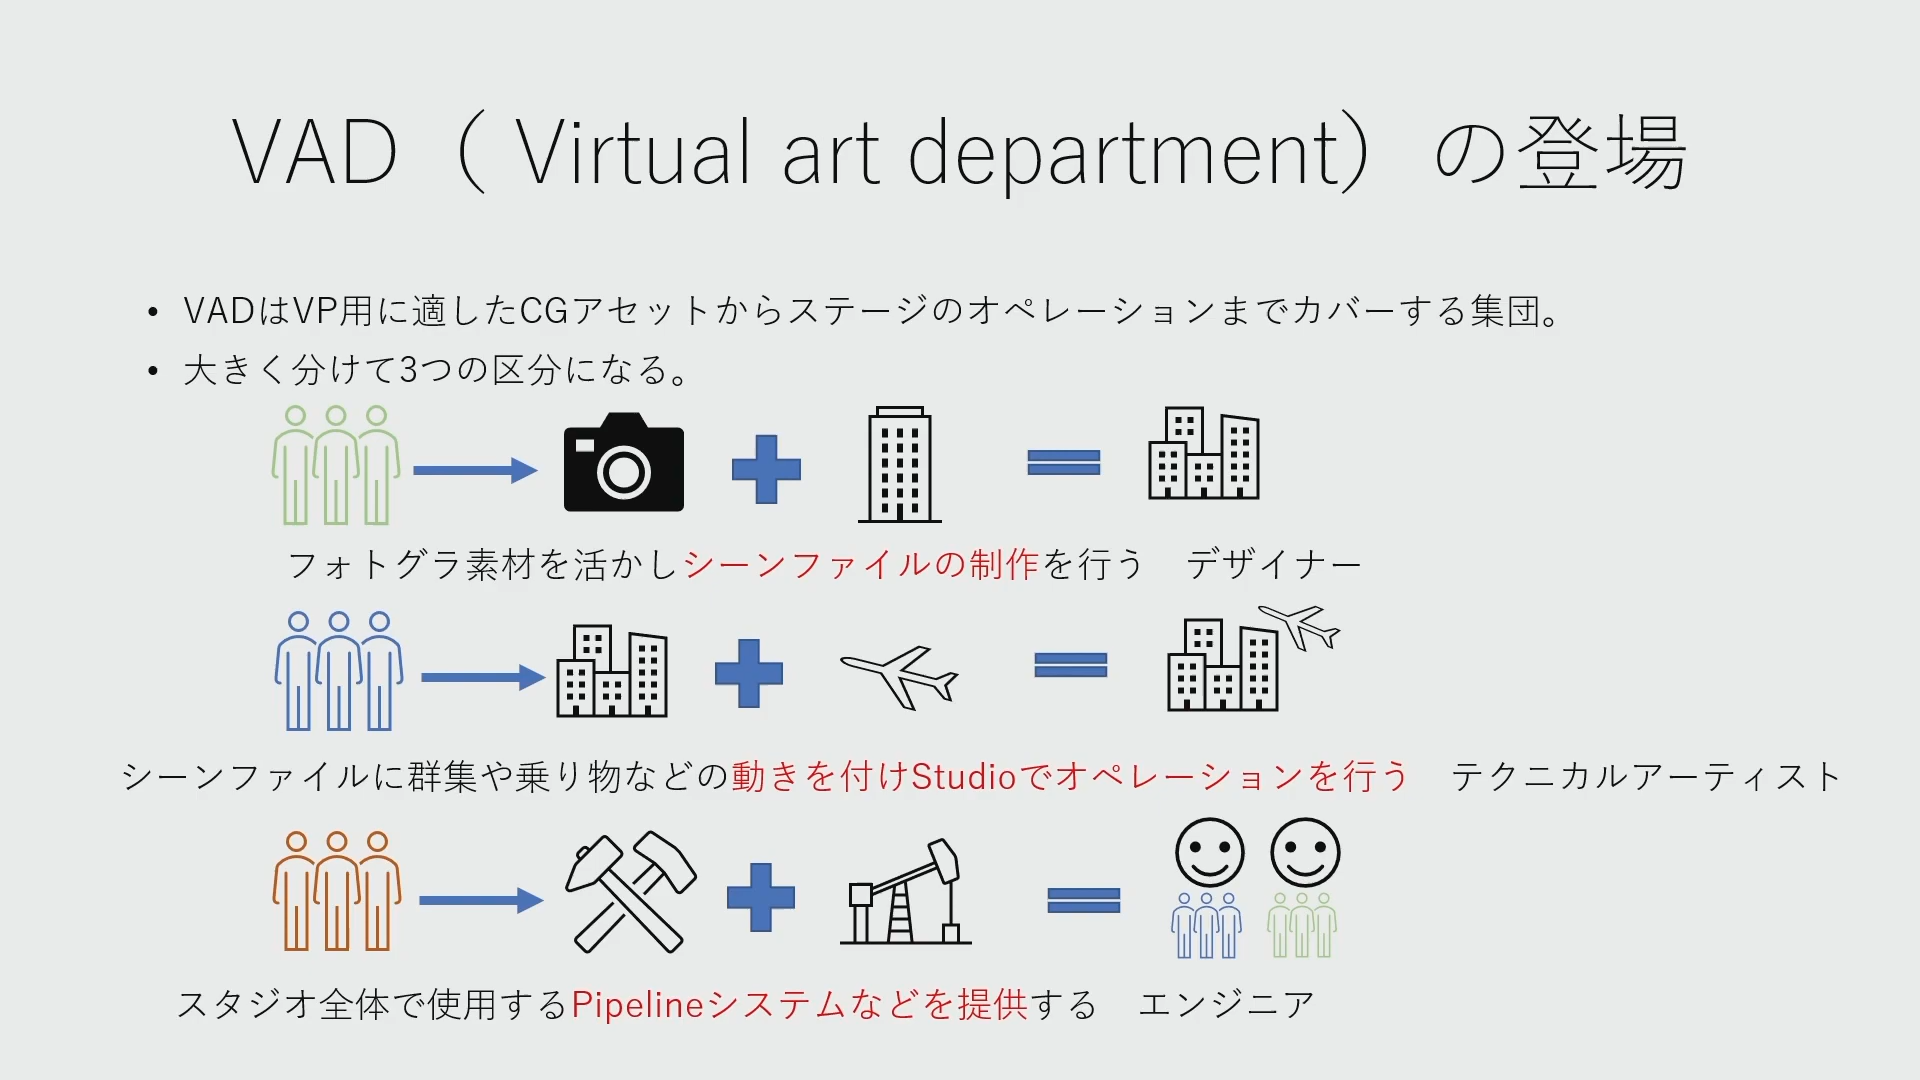 VAD（ Virtual art department）の登場
• VADはVP用に適したCGアセットからステージのオペレーションまでカバーする集団。
• 大きく分けて3つの区分になる。
フォトグラ素材を活かしシーンファイルの制作を行う　デザイナー
シーンファイルに群集や乗り物などの動きを付けStudioでオペレーションを行う　テクニカルアーティスト
スタジオ全体で使用するPipelineシステムなどを提供する　エンジニア